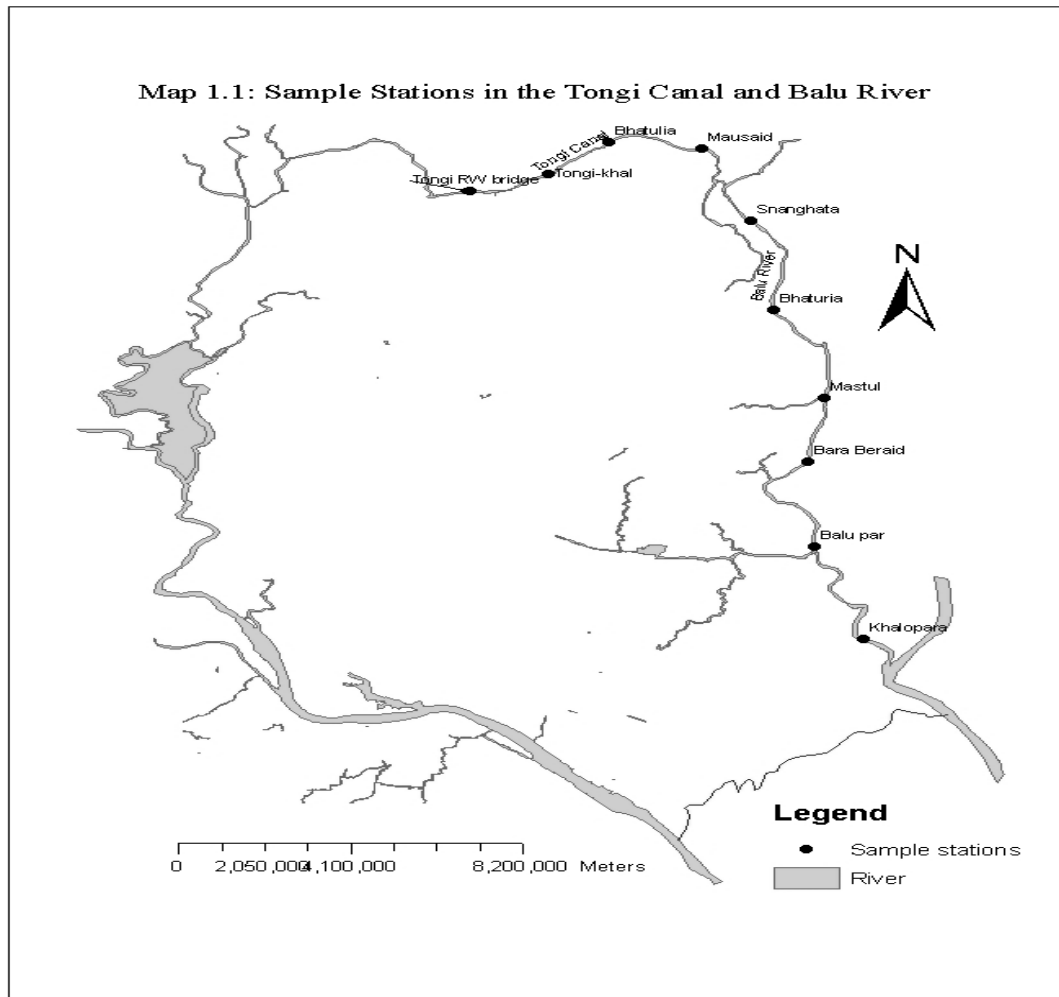 Map 1.1: Sample Stations in the Tongi Canal and Balu River
Bhatulia
Mausaid
Tongi Canal
Tongi RW bridge
Tongi-khal
Snanghata
N
Balu River
Bhaturia
Mastul
Bara Beraid
Balu par
Khalopara
Legend
Sample stations
River
0 2,050,000 4,100,000 8,200,000 Meters